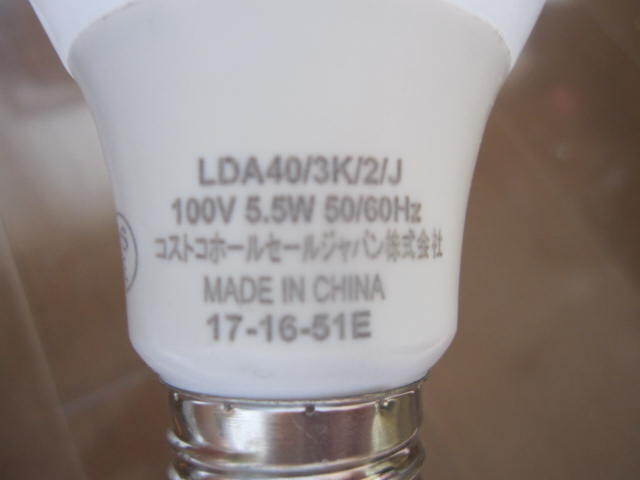 LDA40/3K/2/J
100V 5.5W 50/60Hz
コストコホールセールジャパン株式会社
MADE IN CHINA
17-16-51E